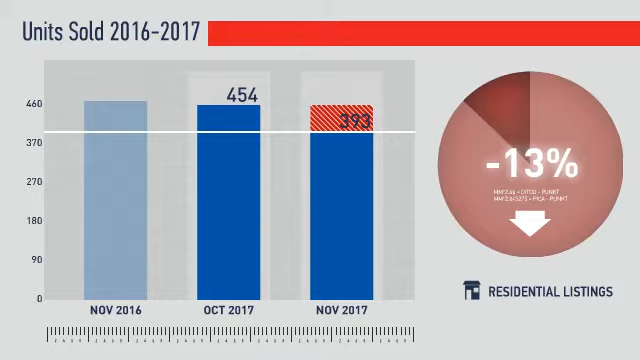 Units Sold 2016-2017
460
370
270
180
90
0
454
393
NOV 2016
OCT 2017
NOV 2017
-13%
RESIDENTIAL LISTINGS